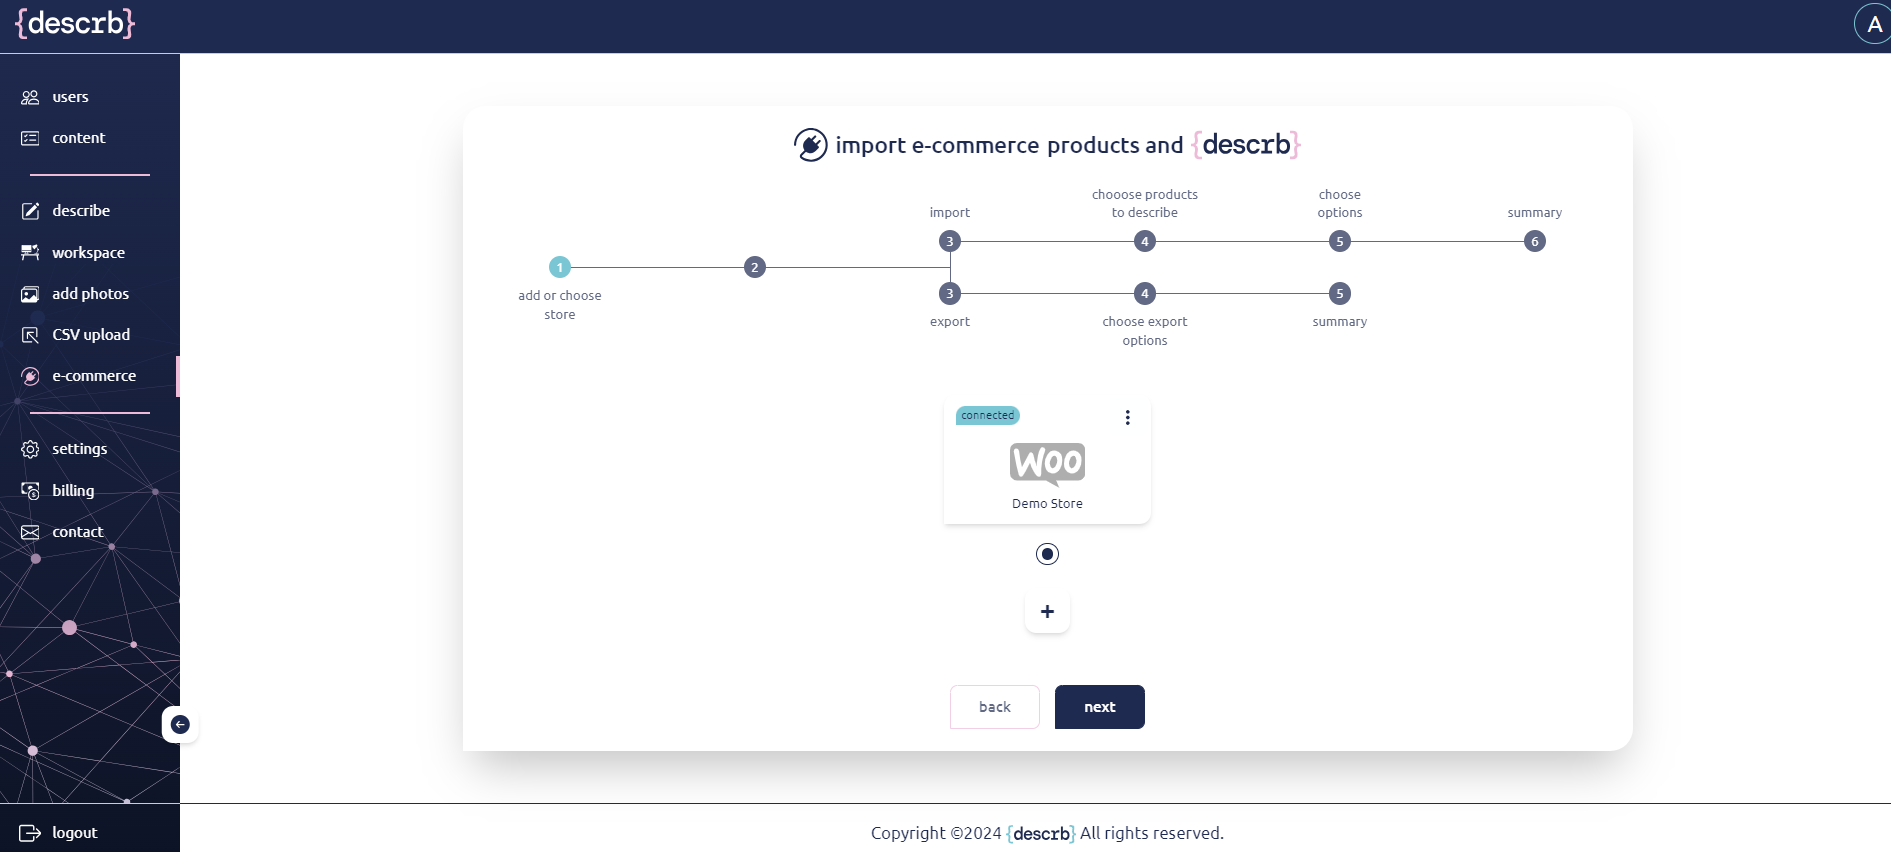 {descrb}
A
users
content
describe
workspace
add photos
CSV upload
e-commerce
settings
billing
contact
logout
import e-commerce products and {descrb}
import
chooose products
to describe
choose
options
summary
3
4
5
6
1
2
add or choose
store
3
4
5
export
choose export
options
summary
connected
Woo
Demo Store
+
back
next
Copyright ©2024 {descrb} All rights reserved.